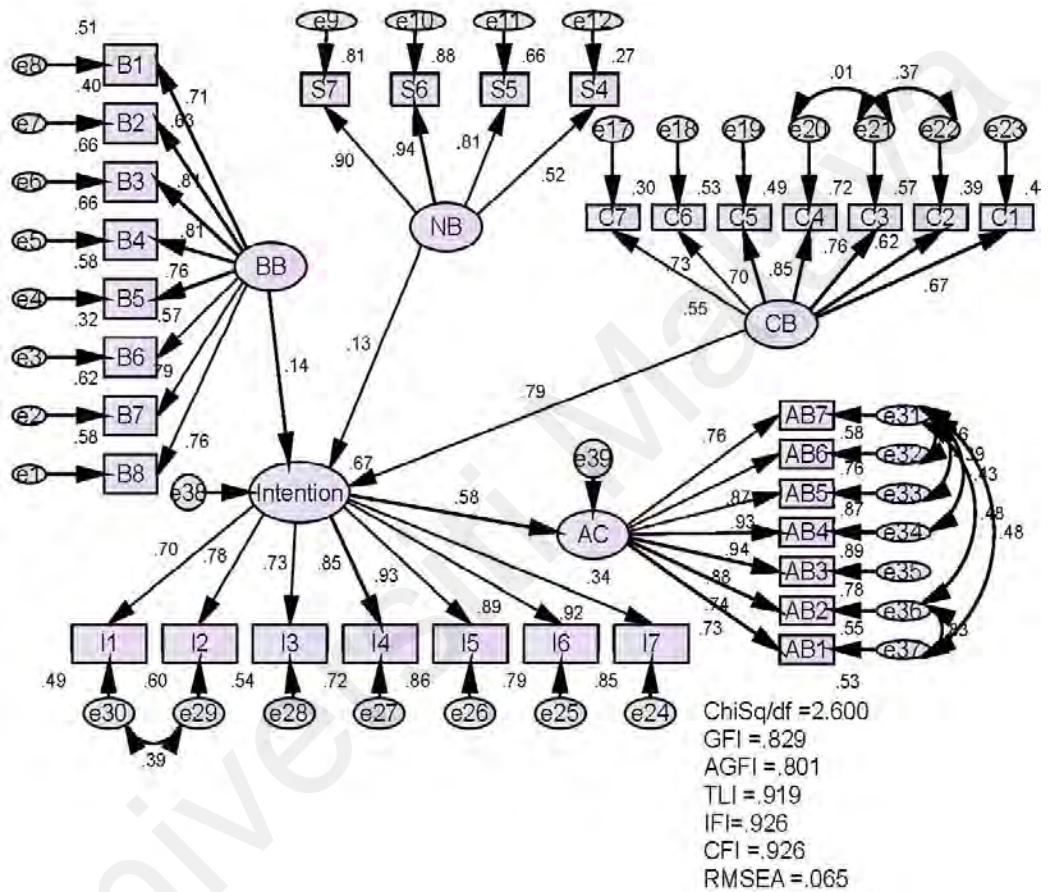 e9 e10 e11 e12
.51
.81 .88 .66 .27
e8 B1
S7 S6 S5 S4
.01 .37
.40
.71
e7 B2 .63
e17 e18 e19 e20 e21 e22 e23
.66
.90 .94 .81 .52
e6 B3
.30 .53 .49 .72 .57 .39 .4
.66 .81
C7 C6 C5 C4 C3 C2 C1
e5 B4 .81
NB
.73 .70 .85 .76 .62
.58
BB
.67
e4 B5 .76
.55
CB
.32 .57
e3 B6
.13
.14
.62 .79
.79
e2 B7
AB7 e31
.58 .76
.76 .58
e1 B8
AB6 e32
.67
e39
.76
.43
e38 Intention
.87 AB5 e33
.58
.87
.48 .48
AC
.93 AB4 e34
.70 .78 .73 .85 .93
.34
.94 .89
AB3 e35
.89 .92
.88 .78
.74 AB2 e36
.73 .55
I1 I2 I3 I4 I5 I6 I7
AB1 e37
.49 .60 .54 .72 .86 .79 .85
.53
e30 e29 e28 e27 e26 e25 e24
.39
ChiSq/df =2.600
GFI =.829
AGFI =.801
TLI =.919
IFI=.926
CFI =.926
RMSEA =.065